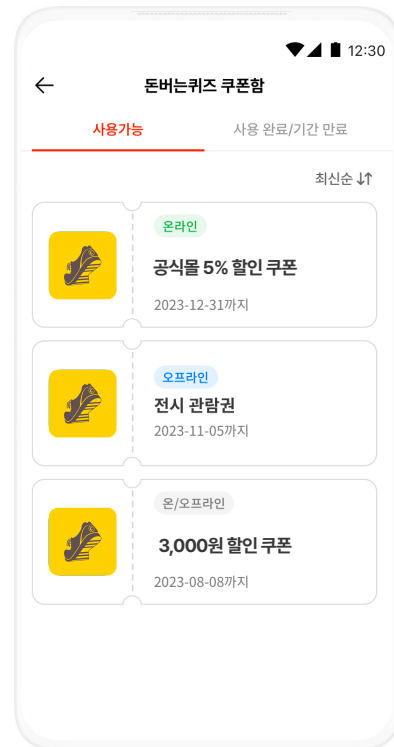 12:30
돈버는퀴즈 쿠폰함
사용가능
사용 완료/기간 만료
최신순
온라인
공식몰 5% 할인 쿠폰
2023-12-31까지
오프라인
전시 관람권
2023-11-05까지
온/오프라인
3,000원 할인 쿠폰
2023-08-08까지